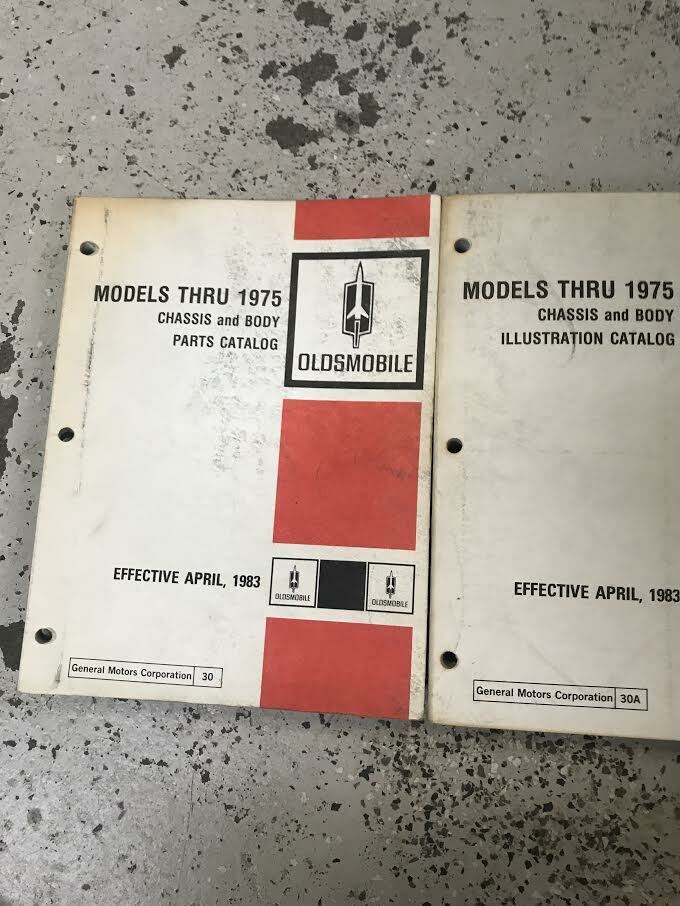 MODELS THRU 1975
CHASSIS and BODY
PARTS CATALOG
OLDSMOBILE
EFFECTIVE APRIL, 1983
OLDSMOBILE
OLDSMOBILE
General Motors Corporation 30
MODELS THRU 1975
CHASSIS and BODY
ILLUSTRATION CATALOG
EFFECTIVE APRIL, 1983
General Motors Corporation 30A